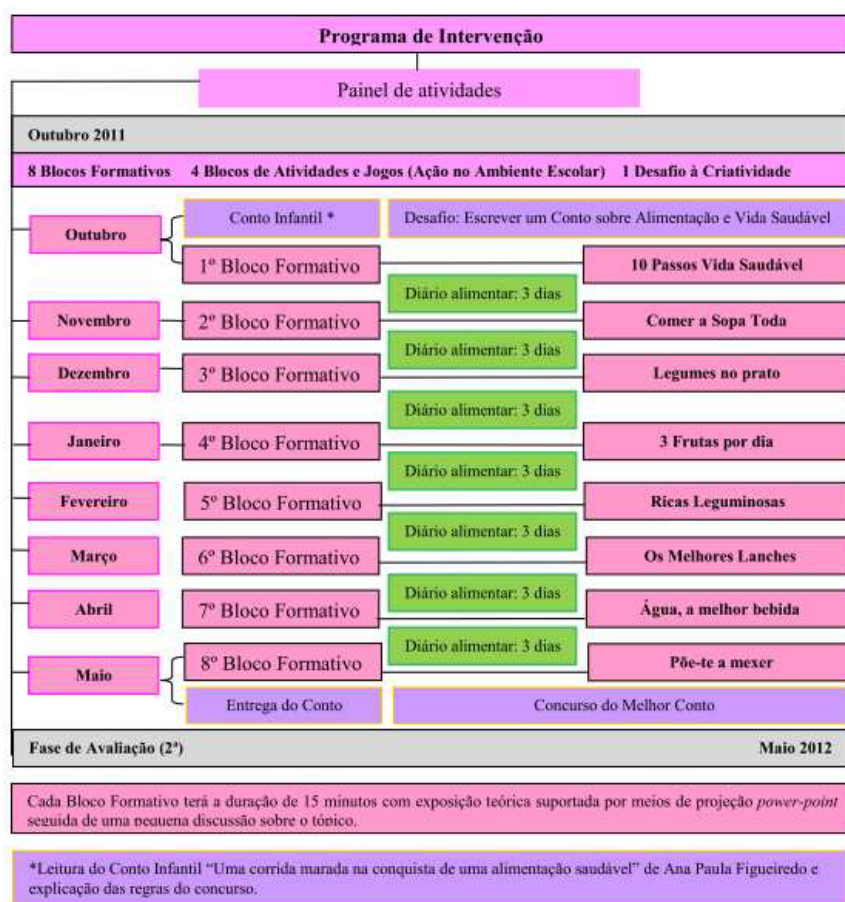 Programa de Intervenção
Painel de atividades
Outubro 2011
8 Blocos Formativos 4 Blocos de Atividades e Jogos (Ação no Ambiente Escolar) 1 Desafio à Criatividade
Outubro
Conto Infantil *
Desafio: Escrever um Conto sobre Alimentação e Vida Saudável
1º Bloco Formativo
10 Passos Vida Saudável
Diário alimentar: 3 dias
Novembro
2º Bloco Formativo
Comer a Sopa Toda
Diário alimentar: 3 dias
Dezembro
3º Bloco Formativo
Legumes no prato
Diário alimentar: 3 dias
Janeiro
4º Bloco Formativo
3 Frutas por dia
Diário alimentar: 3 dias
Fevereiro
5º Bloco Formativo
Ricas Leguminosas
Diário alimentar: 3 dias
Março
6º Bloco Formativo
Os Melhores Lanches
Diário alimentar: 3 dias
Abril
7º Bloco Formativo
Água, a melhor bebida
Diário alimentar: 3 dias
Maio
8º Bloco Formativo
Põe-te a mexer
Entrega do Conto
Concurso do Melhor Conto
Fase de Avaliação (2ª) Maio 2012
Cada Bloco Formativo terá a duração de 15 minutos com exposição teórica suportada por meios de projeção power-point
seguida de uma pequena discussão sobre o tópico.
*Leitura do Conto Infantil “Uma corrida marada na conquista de uma alimentação saudável” de Ana Paula Figueiredo e
explicação das regras do concurso.